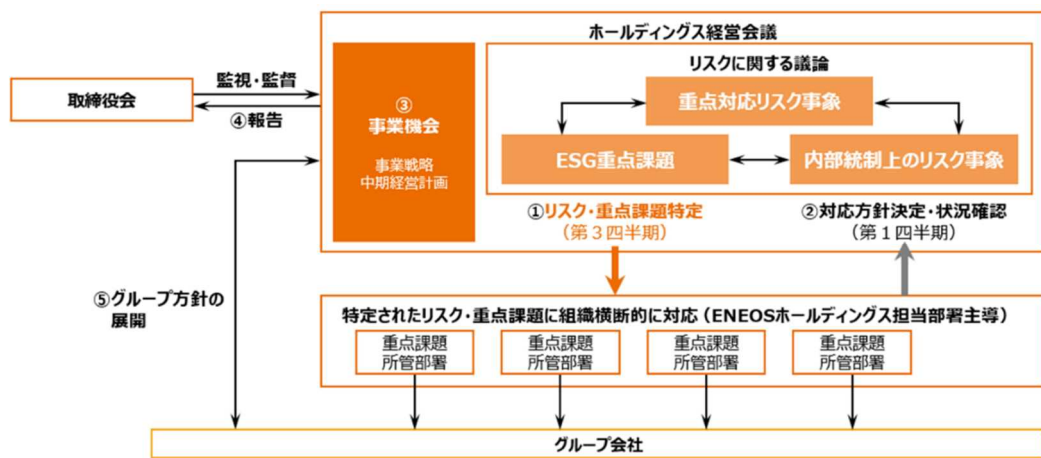 ホールディングス経営会議
リスクに関する議論
重点対応リスク事象
ESG重点課題
内部統制上のリスク事象
③
事業機会
事業戦略
中期経営計画
取締役会
監視・監督
④報告
①リスク・重点課題特定
(第3四半期)
②対応方針決定・状況確認
(第1四半期)
⑤グループ方針の
展開
特定されたリスク・重点課題に組織横断的に対応(ENEOSホールディングス担当部署主導)
重点課題
所管部署
重点課題
所管部署
重点課題
所管部署
重点課題
所管部署
グループ会社